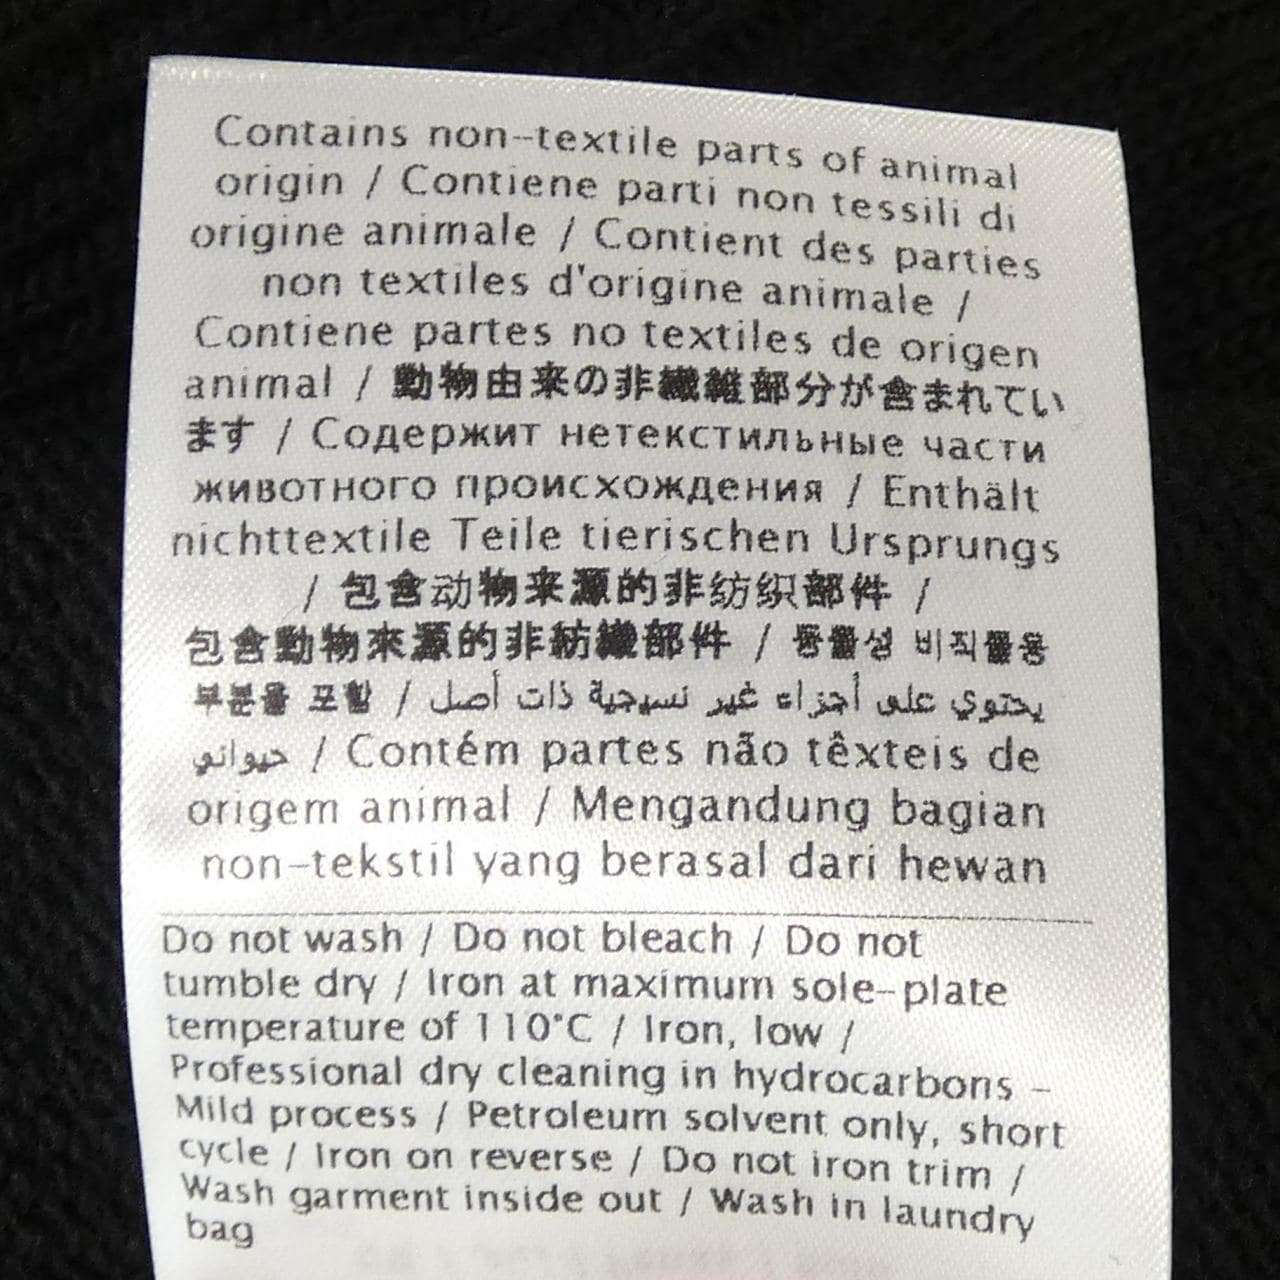 Contains non-textile parts of animal
origin / Contiene parti non tessili di
origine animale / Contient des parties
non textiles d'origine animale /
Contiene partes no textiles de origen
animal / 動物由来の非繊維部分が含まれてい
ます / Содержит нетекстильные части
животного происхождения / Enthält
nichttextile Teile tierischen Ursprungs
/ 包含动物来源的非纺织部件 /
包含動物來源的非紡織部件 / 동물성 비직물용
부분을 포함 / يحتوي على أجزاء غير نسيجية ذات أصل
حيواني / Contém partes não têxteis de
origem animal / Mengandung bagian
non-tekstil yang berasal dari hewan
Do not wash / Do not bleach / Do not
tumble dry / Iron at maximum sole-plate
temperature of 110°C / Iron, low /
Professional dry cleaning in hydrocarbons -
Mild process / Petroleum solvent only, short
cycle / Iron on reverse / Do not iron trim /
Wash garment inside out / Wash in laundry
bag